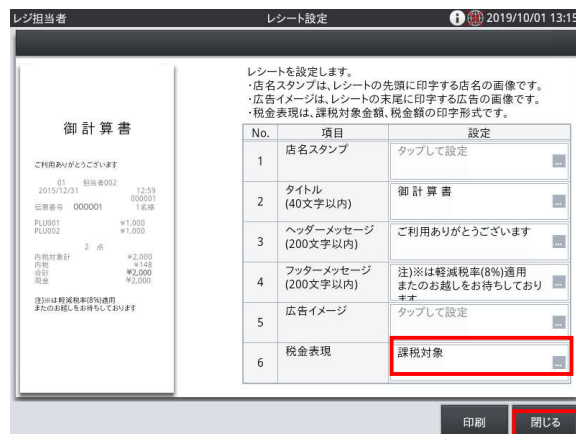 レジ担当者
レシート設定
2019/10/01 13:15
御計算書
ご利用ありがとうございます
01 担当者002
2015/12/31 12:59
000001
伝票番号 000001 1名様
PLU001 ¥1,000
PLU002 ¥1,000
2 点
内税対象計 ¥2,000
内税 ¥148
合計 ¥2,000
現金 ¥2,000
注)※は軽減税率(8%)適用
またのお越しをお待ちしております
レシートを設定します。
・店名スタンプは、レシートの先頭に印字する店名の画像です。
・広告イメージは、レシートの末尾に印字する広告の画像です。
・税金表現は、課税対象金額、税金額の印字形式です。
No. 項目 設定
1 店名スタンプ タップして設定 ...
2 タイトル 御 計 算 書 ...
(40文字以内)
3 ヘッダーメッセージ ご利用ありがとうございます ...
(200文字以内)
4 フッターメッセージ 注)※は軽減税率(8%)適用 ...
(200文字以内) またのお越しをお待ちしており
ます
5 広告イメージ タップして設定 ...
6 税金表現 課税対象 ...
印刷 閉じる